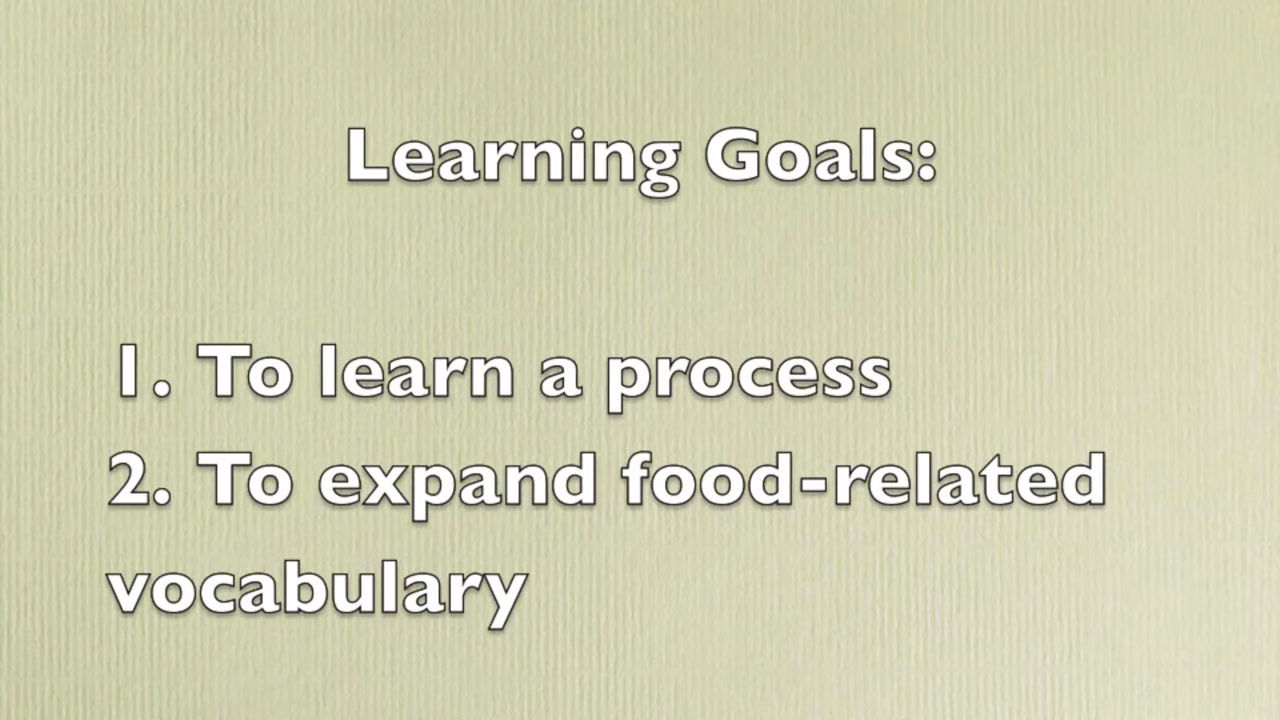 Learning Goals:
1. To learn a process
2. To expand food-related
vocabulary